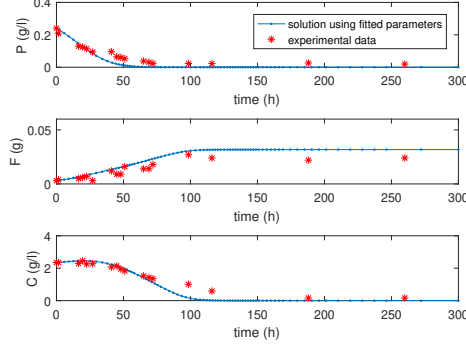 0.4
0.2
0
P (g/l)
solution using fitted parameters
experimental data
0 50 100 150 200 250 300
time (h)
0.05
0
F (g)
0 50 100 150 200 250 300
time (h)
4
2
0
C (g/l)
0 50 100 150 200 250 300
time (h)